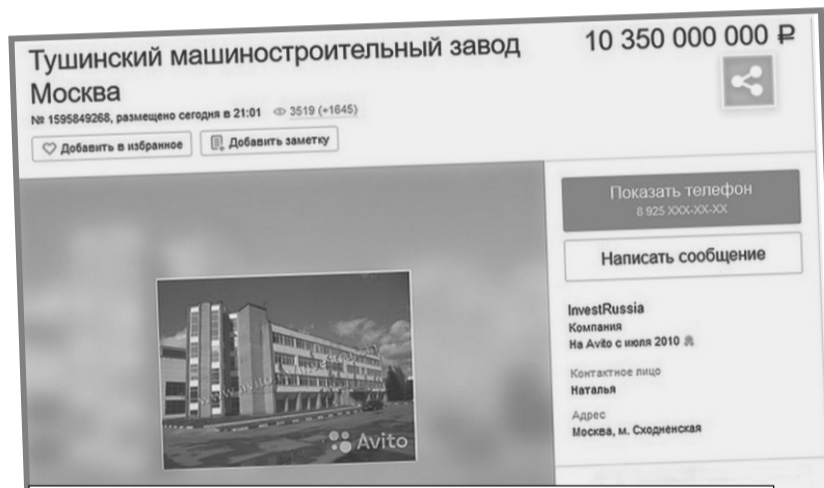 Тушинский машиностроительный завод
Москва
10 350 000 000 ₽
№ 1595849268, размещено сегодня в 21:01 3519 (+1645)
Добавить в избранное Добавить заметку
Показать телефон
8 925 XXX-XX-XX
Написать сообщение
InvestRussia
Компания
На Avito с июля 2010
Контактное лицо
Наталья
Адрес
Москва, м. Сходненская
Avito